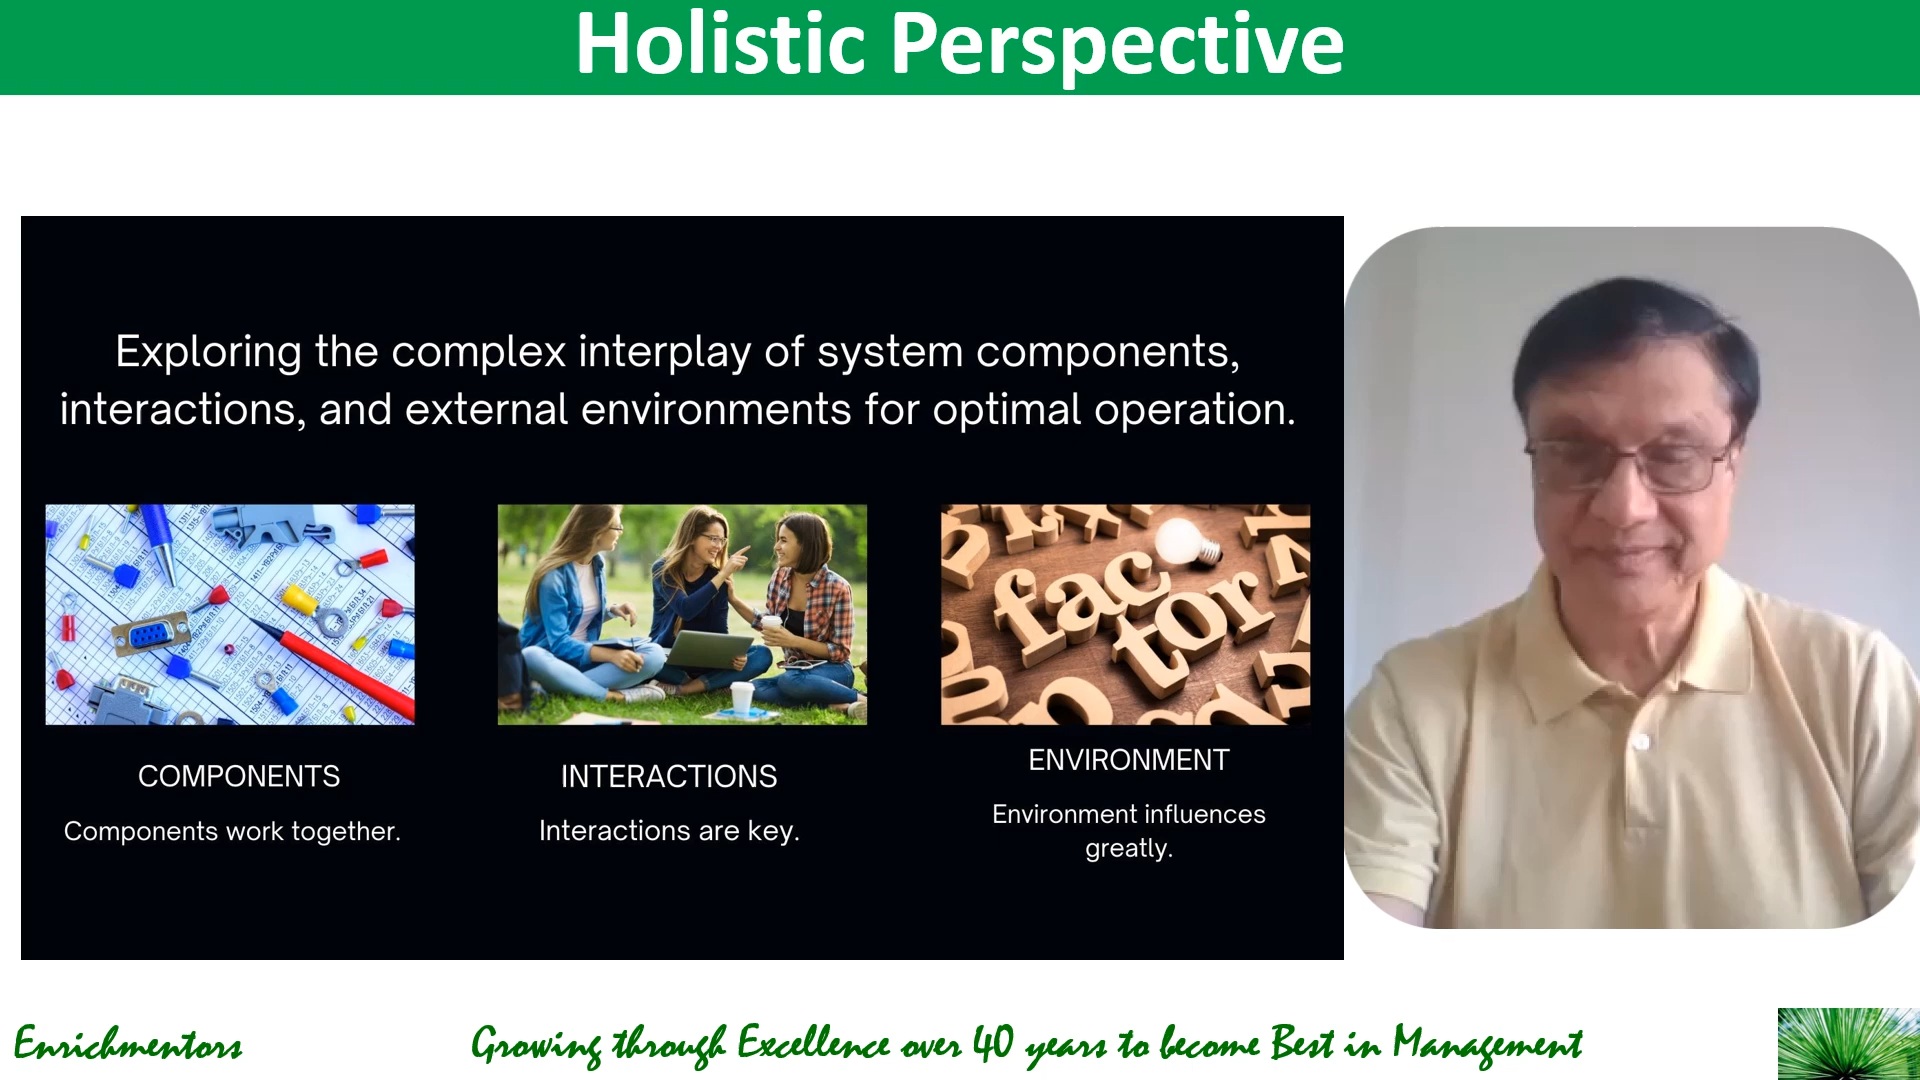 Holistic Perspective
Exploring the complex interplay of system components,
interactions, and external environments for optimal operation.
fac
tor
COMPONENTS
Components work together.
INTERACTIONS
Interactions are key.
ENVIRONMENT
Environment influences
greatly.
Enrichmentors
Growing through Excellence over 40 years to become Best in Management